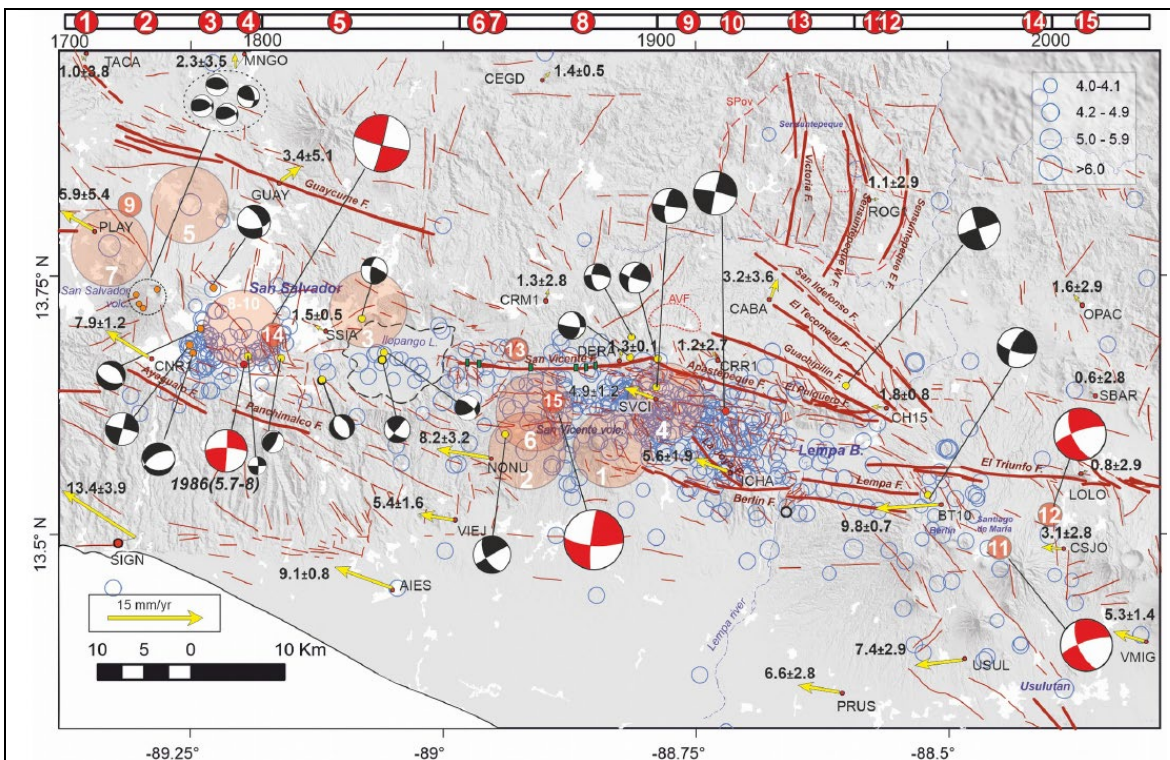 1 2 3 4 5 6 7 8 9 10 13 11 12 14 15
1700 1800 1900 2000
TACA
1.0±3.8
2.3±3.5
MNGO
CEGD
1.4±0.5
SPov
Sensuntepeque
4.0-4.1
4.2 - 4.9
5.0 - 5.9
>6.0
3.4±5.1
Guaycume F.
GUAY
6.9±5.4
PLAY
9
5
7
Victoria F.
Sensuntepeque W F.
Sensuntepeque E F.
1.1±2.9
ROG1
San Ildefonso F.
13.75° N
San Salvador volc.
San Salvador
8-10
14
3
1.5±0.5
SSIA
Ilopango L.
1.3±2.8
CRM1
AVF
3.2±3.6
CABA
El Tecomatal F.
Guachipilin F.
1.6±2.9
OPAC
7.9±1.2
CNR1
Ayagualo F.
Panchimalco F.
13
San Vicente F.
DERA
1.3±0.1
1.2±2.7
CRR1
Apastepeque F.
El Pulguero F.
1.8±0.8
CH15
0.6±2.8
SBAR
4.9±1.2
SVCI
15
San Vicente volc.
6
2
1
4
Lempa B.
8.2±3.2
NONU
5.6±1.9
ICHA
1986(5.7-8)
13.4±3.9
SIGN
5.4±1.6
VIEJ
Berlin F.
Lempa F.
El Triunfo F.
0.8±2.9
LOLO
9.8±0.7
BT10
Berlin
Santiago de Maria
11
12
3.1±2.8
CSJO
13.5° N
9.1±0.8
AIES
Lempa river
15 mm/yr
10 5 0 10 Km
7.4±2.9
USUL
5.3±1.4
VMIG
6.6±2.8
PRUS
Usulutan
-89.25° -89° -88.75° -88.5°